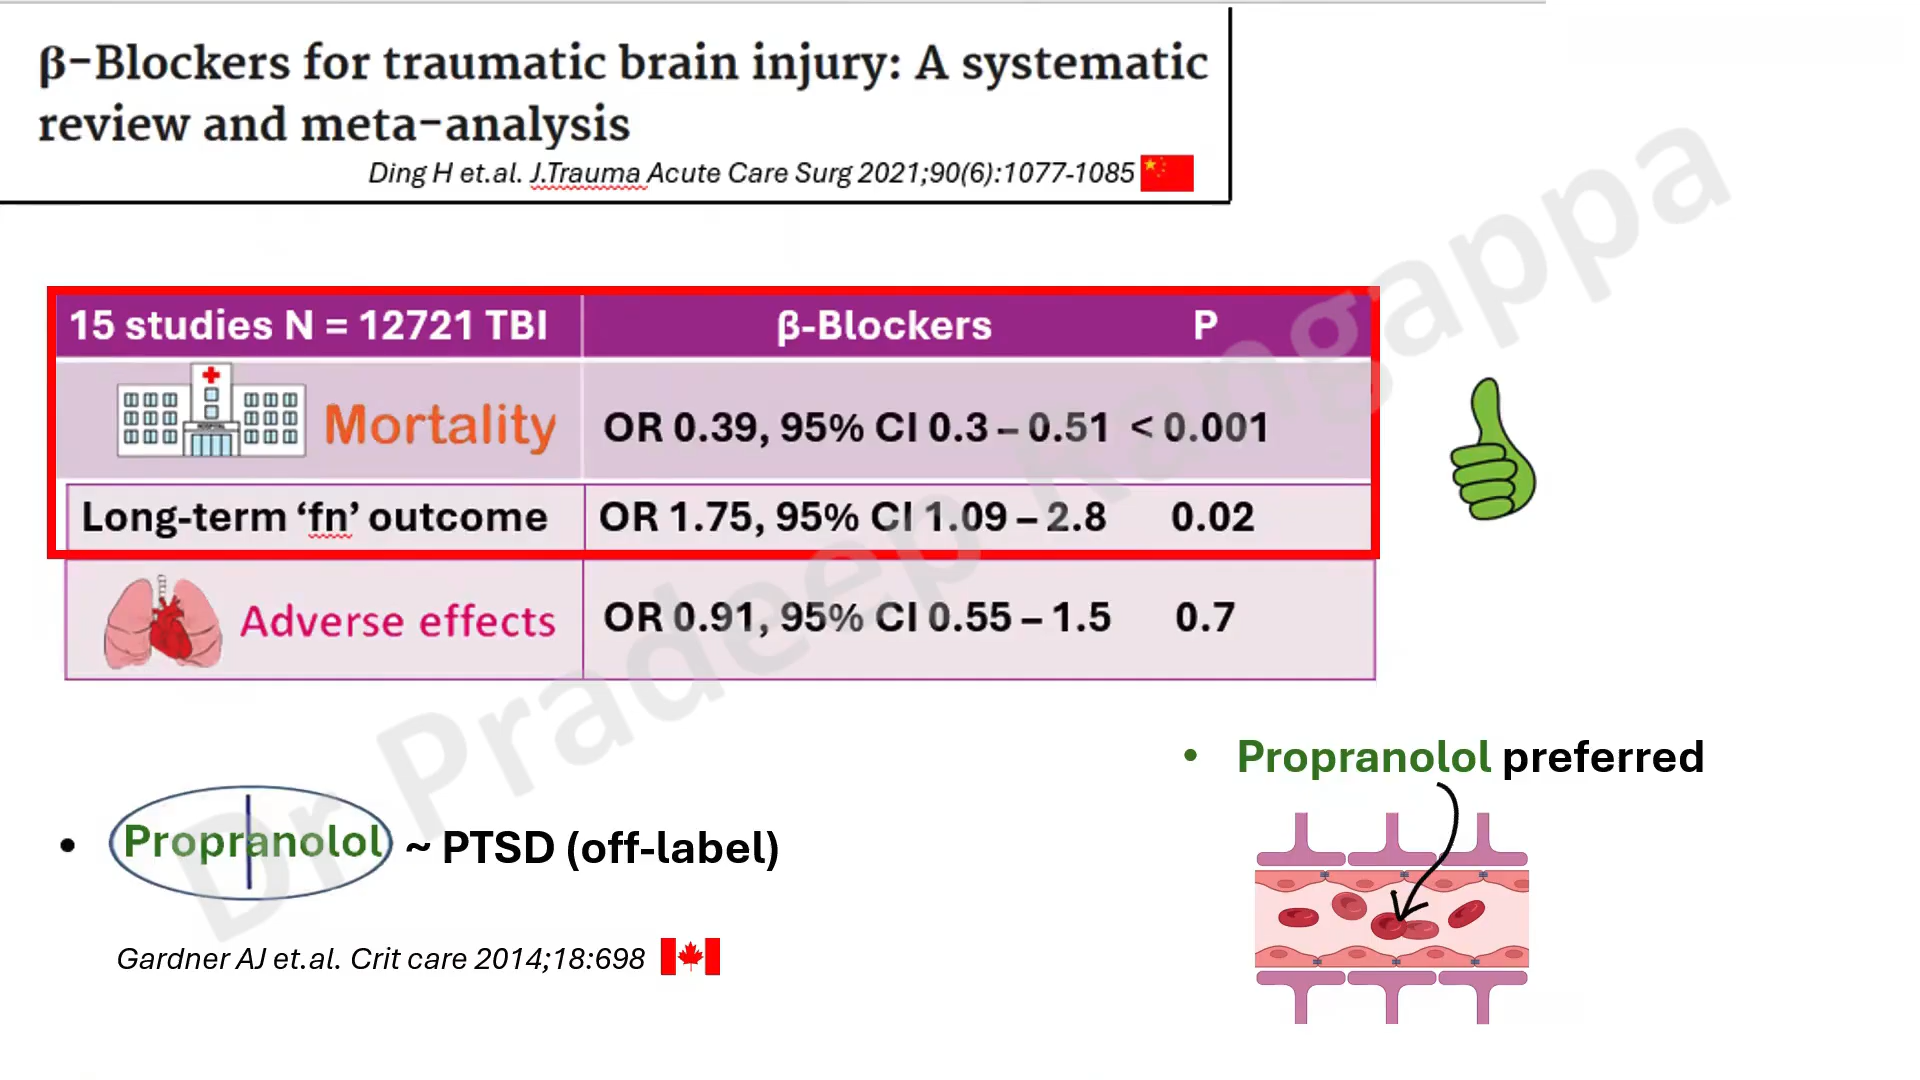 β-Blockers for traumatic brain injury: A systematic
review and meta-analysis
Ding H et.al. J.Trauma Acute Care Surg 2021;90(6):1077-1085
15 studies N = 12721 TBI β-Blockers P
HOSPITAL
Mortality OR 0.39, 95% CI 0.3 – 0.51 < 0.001
Long-term ‘fn’ outcome OR 1.75, 95% CI 1.09 – 2.8 0.02
Adverse effects OR 0.91, 95% CI 0.55 – 1.5 0.7
• Propranolol preferred
• Propranolol ~ PTSD (off-label)
Gardner AJ et.al. Crit care 2014;18:698
Dr Pradeep Rangappa